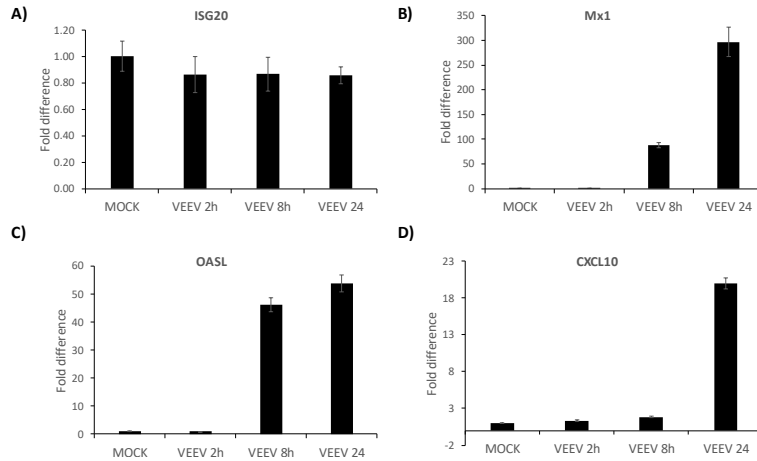 A)
ISG20
Fold difference
1.20
1.00
0.80
0.60
0.40
0.20
0.00
MOCK VEEV 2h VEEV 8h VEEV 24
B)
Mx1
Fold difference
350
300
250
200
150
100
50
0
MOCK VEEV 2h VEEV 8h VEEV 24
C)
OASL
Fold difference
60
50
40
30
20
10
0
MOCK VEEV 2h VEEV 8h VEEV 24
D)
CXCL10
Fold difference
23
18
13
8
3
-2
MOCK VEEV 2h VEEV 8h VEEV 24